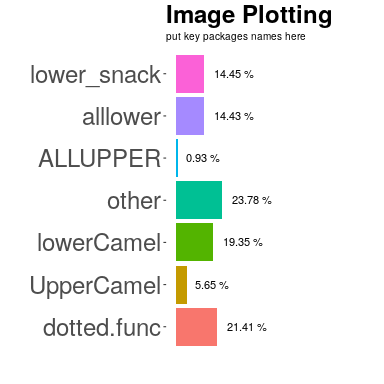 Image Plotting
put key packages names here
lower_snack
14.45 %
alllower
14.43 %
ALLUPPER
0.93 %
other
23.78 %
lowerCamel
19.35 %
UpperCamel
5.65 %
dotted.func
21.41 %